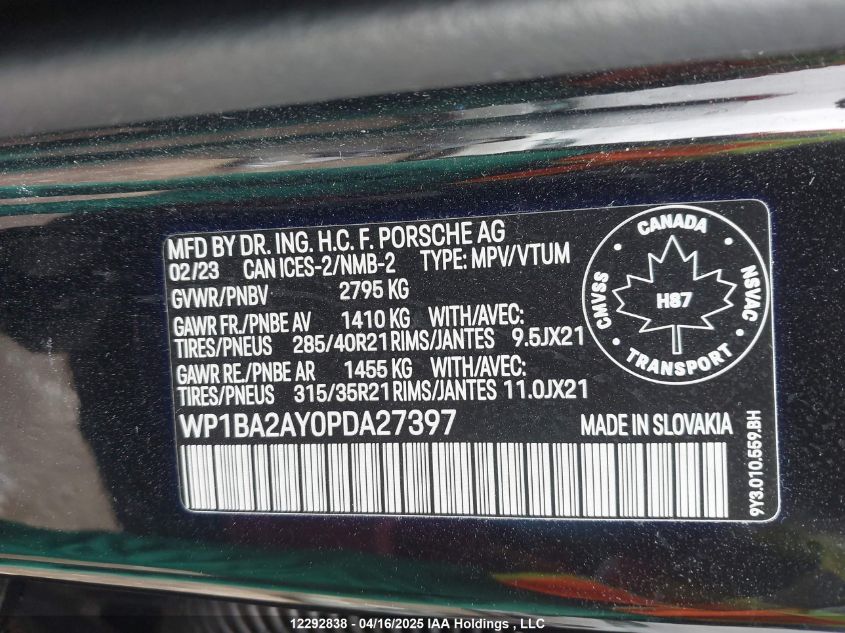 MFD BY DR. ING. H.C. F. PORSCHE AG
02/23 CAN ICES-2/NMB-2 TYPE: MPV/VTUM
GVWR/PNBV 2795 KG
GAWR FR./PNBE AV 1410 KG WITH/AVEC:
TIRES/PNEUS 285/40R21 RIMS/JANTES 9.5JX21
GAWR RE./PNBE AR 1455 KG WITH/AVEC:
TIRES/PNEUS 315/35R21 RIMS/JANTES 11.0JX21
WP1BA2AY0PDA27397 MADE IN SLOVAKIA
CANADA
CMVSS
H87
NSVAC
TRANSPORT
9Y3.010.559.BH
12292838 - 04/16/2025 IAA Holdings, LLC